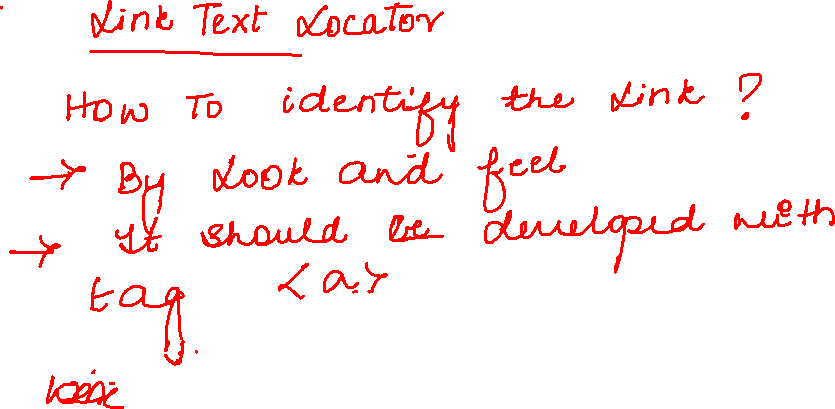 Link Text Locator
How To identify the Link ?
→ By Look and feel
→ It should be developed with
tag <a>